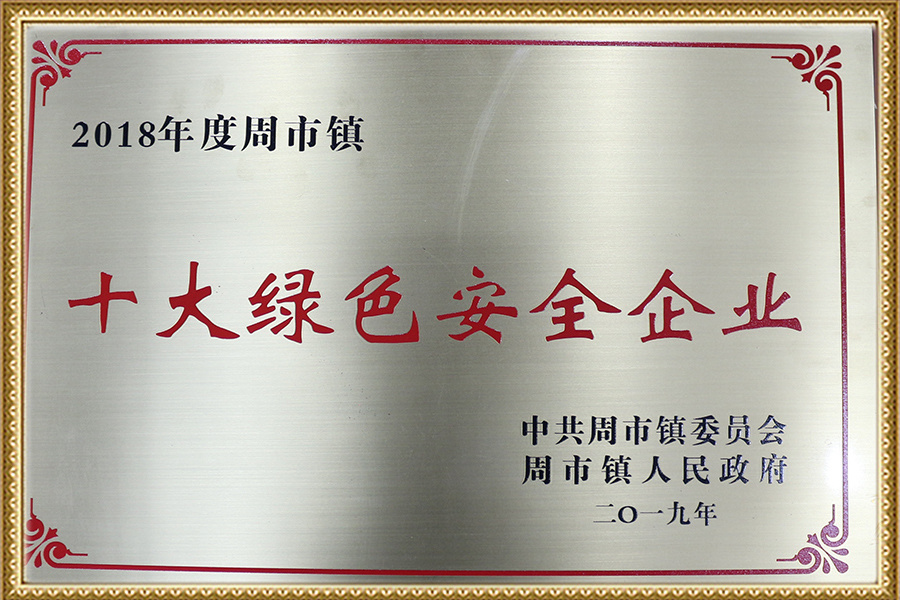 2018年度周市镇
十大绿色安全企业
中共周市镇委员会
周市镇人民政府
二〇一九年